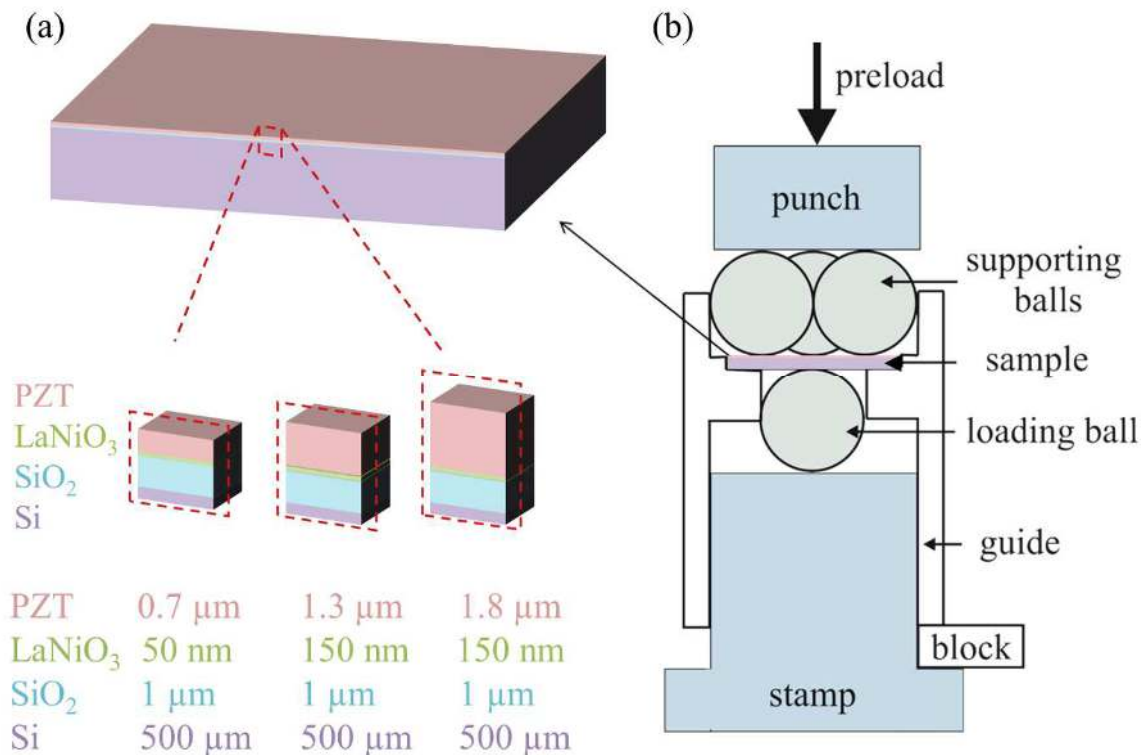 (a)
PZT
LaNiO₃
SiO₂
Si
PZT 0.7 µm 1.3 µm 1.8 µm
LaNiO₃ 50 nm 150 nm 150 nm
SiO₂ 1 µm 1 µm 1 µm
Si 500 µm 500 µm 500 µm
(b)
preload
punch
supporting
balls
sample
loading ball
guide
block
stamp